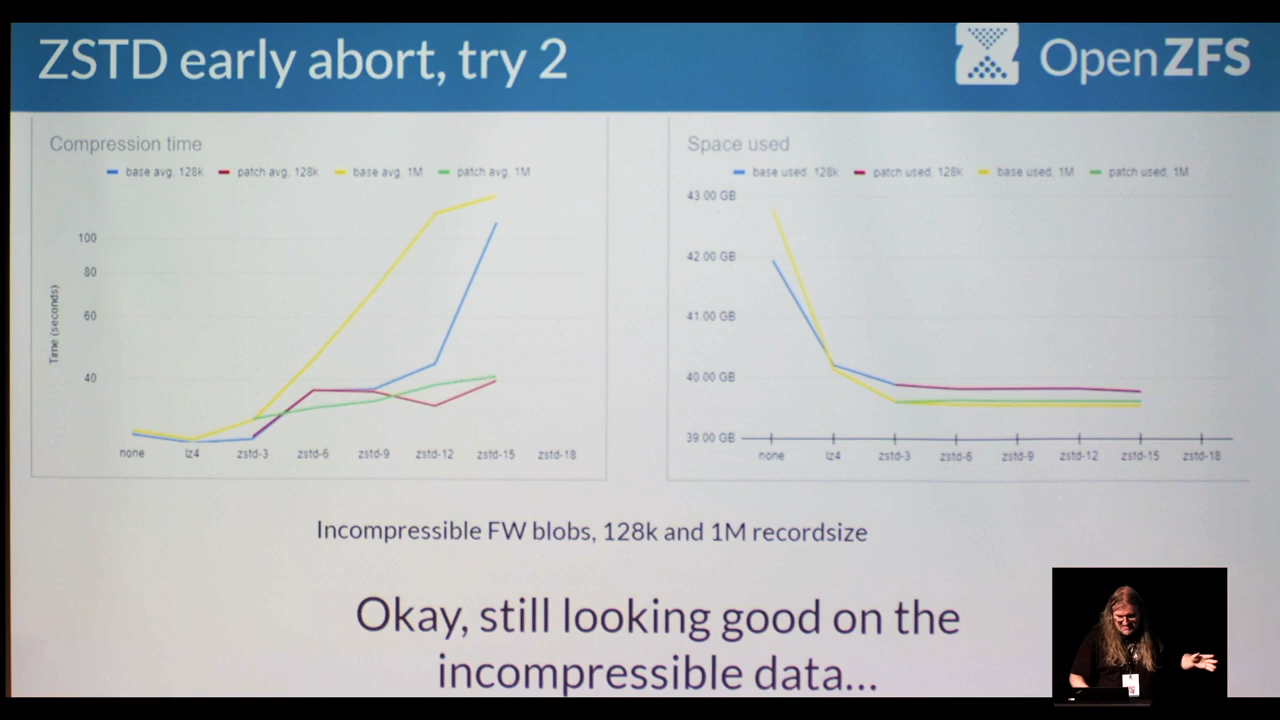 ZSTD early abort, try 2
OpenZFS
Compression time
base avg, 128k
patch avg, 128k
base avg, 1M
patch avg, 1M
Time (seconds)
100
80
60
40
none
lz4
zstd-3
zstd-6
zstd-9
zstd-12
zstd-15
zstd-18
Space used
base used, 128k
patch used, 128k
base used, 1M
patch used, 1M
43.00 GB
42.00 GB
41.00 GB
40.00 GB
39.00 GB
none
lz4
zstd-3
zstd-6
zstd-9
zstd-12
zstd-15
zstd-18
Incompressible FW blobs, 128k and 1M recordsize
Okay, still looking good on the
incompressible data...